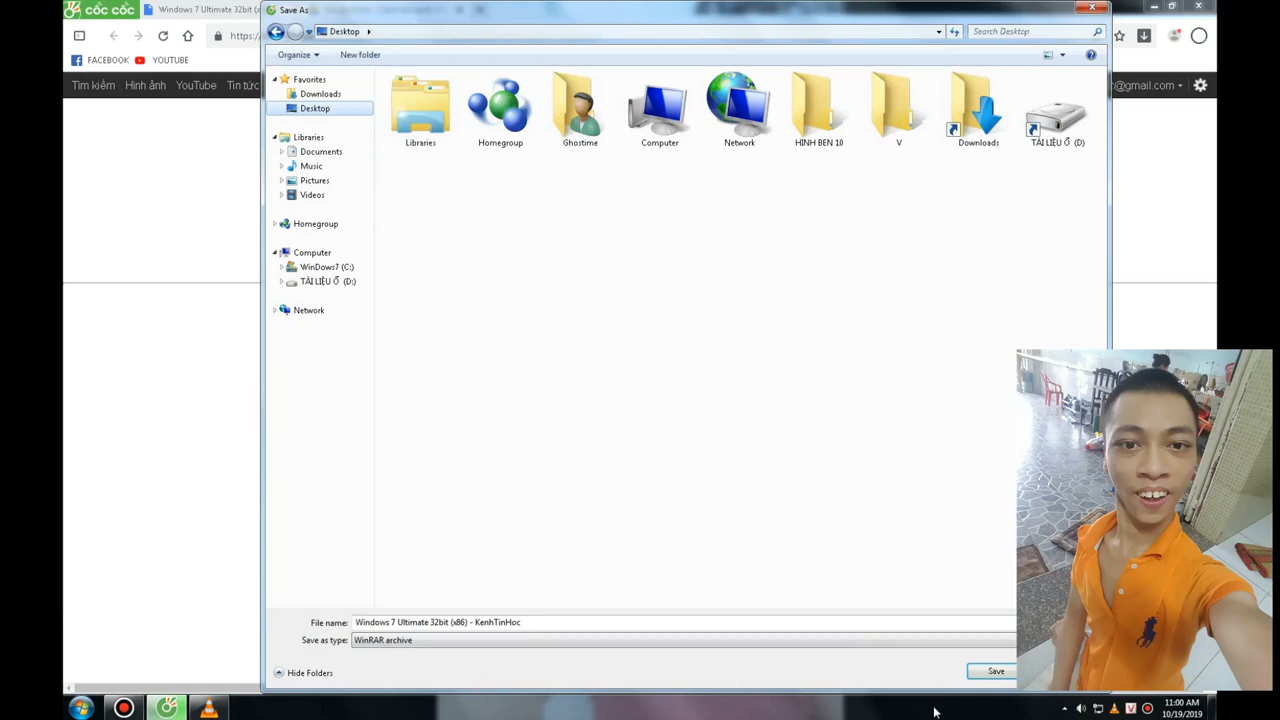 cốc cốc
Windows 7 Ultimate 32bit (x86)
Save As
https:
Desktop
Search Desktop
Organize
New folder
FACEBOOK
YOUTUBE
Tìm kiếm Hình ảnh YouTube Tin tức
@gmail.com
Favorites
Downloads
Desktop
Libraries
Documents
Music
Pictures
Videos
Homegroup
Computer
WinDows7 (C:)
TÀI LIỆU Ổ (D:)
Network
Libraries
Homegroup
Ghostime
Computer
Network
HINH BEN 10
V
Downloads
TÀI LIỆU Ổ (D)
File name: Windows 7 Ultimate 32bit (x86) - KenhTinHoc
Save as type: WinRAR archive
Hide Folders
Save
V
11:00 AM
10/19/2019